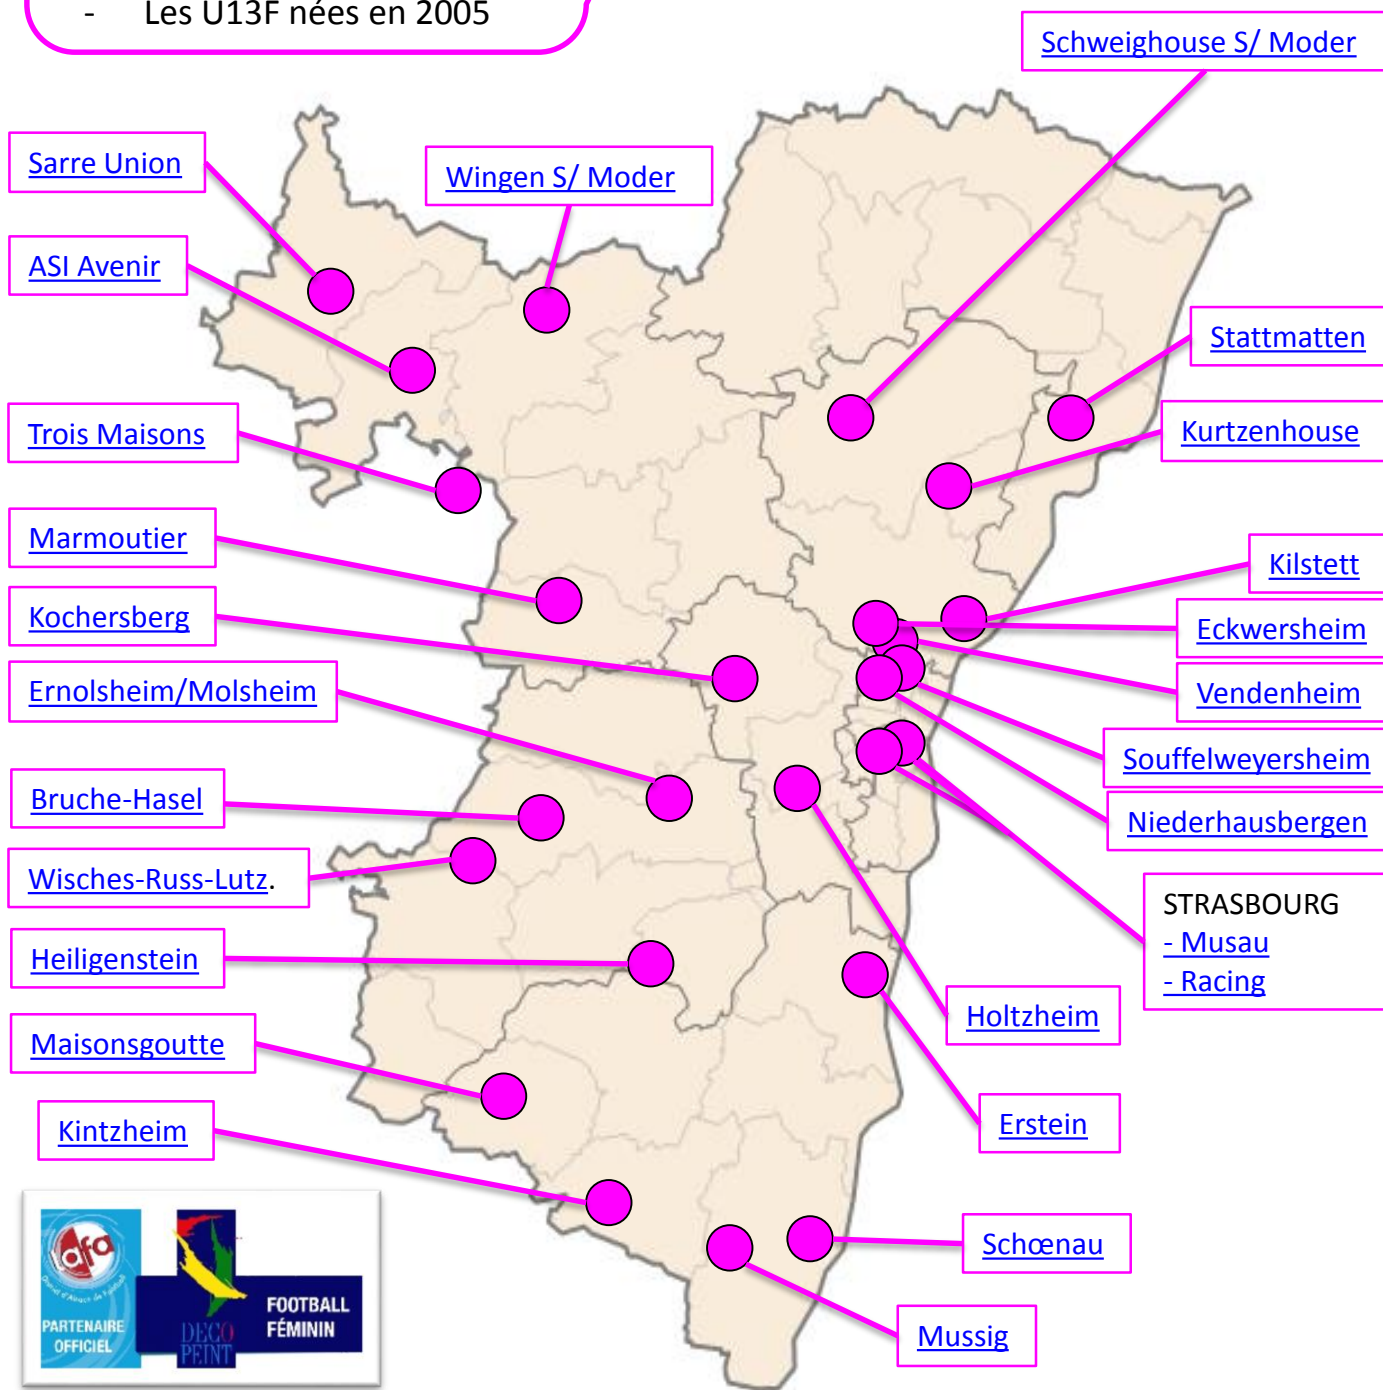 - Les U13F nées en 2005
Schweighouse S/ Moder
Sarre Union
Wingen S/ Moder
ASI Avenir
Stattmatten
Trois Maisons
Kurtzenhouse
Marmoutier
Kilstett
Kochersberg
Eckwersheim
Ernolsheim/Molsheim
Vendenheim
Souffelweyersheim
Bruche-Hasel
Niederhausbergen
Wisches-Russ-Lutz.
STRASBOURG
- Musau
- Racing
Heiligenstein
Holtzheim
Maisonsgoutte
Erstein
Kintzheim
Schœnau
Mussig
lafa
PARTENAIRE
OFFICIEL
DECO
PEINT
FOOTBALL
FÉMININ